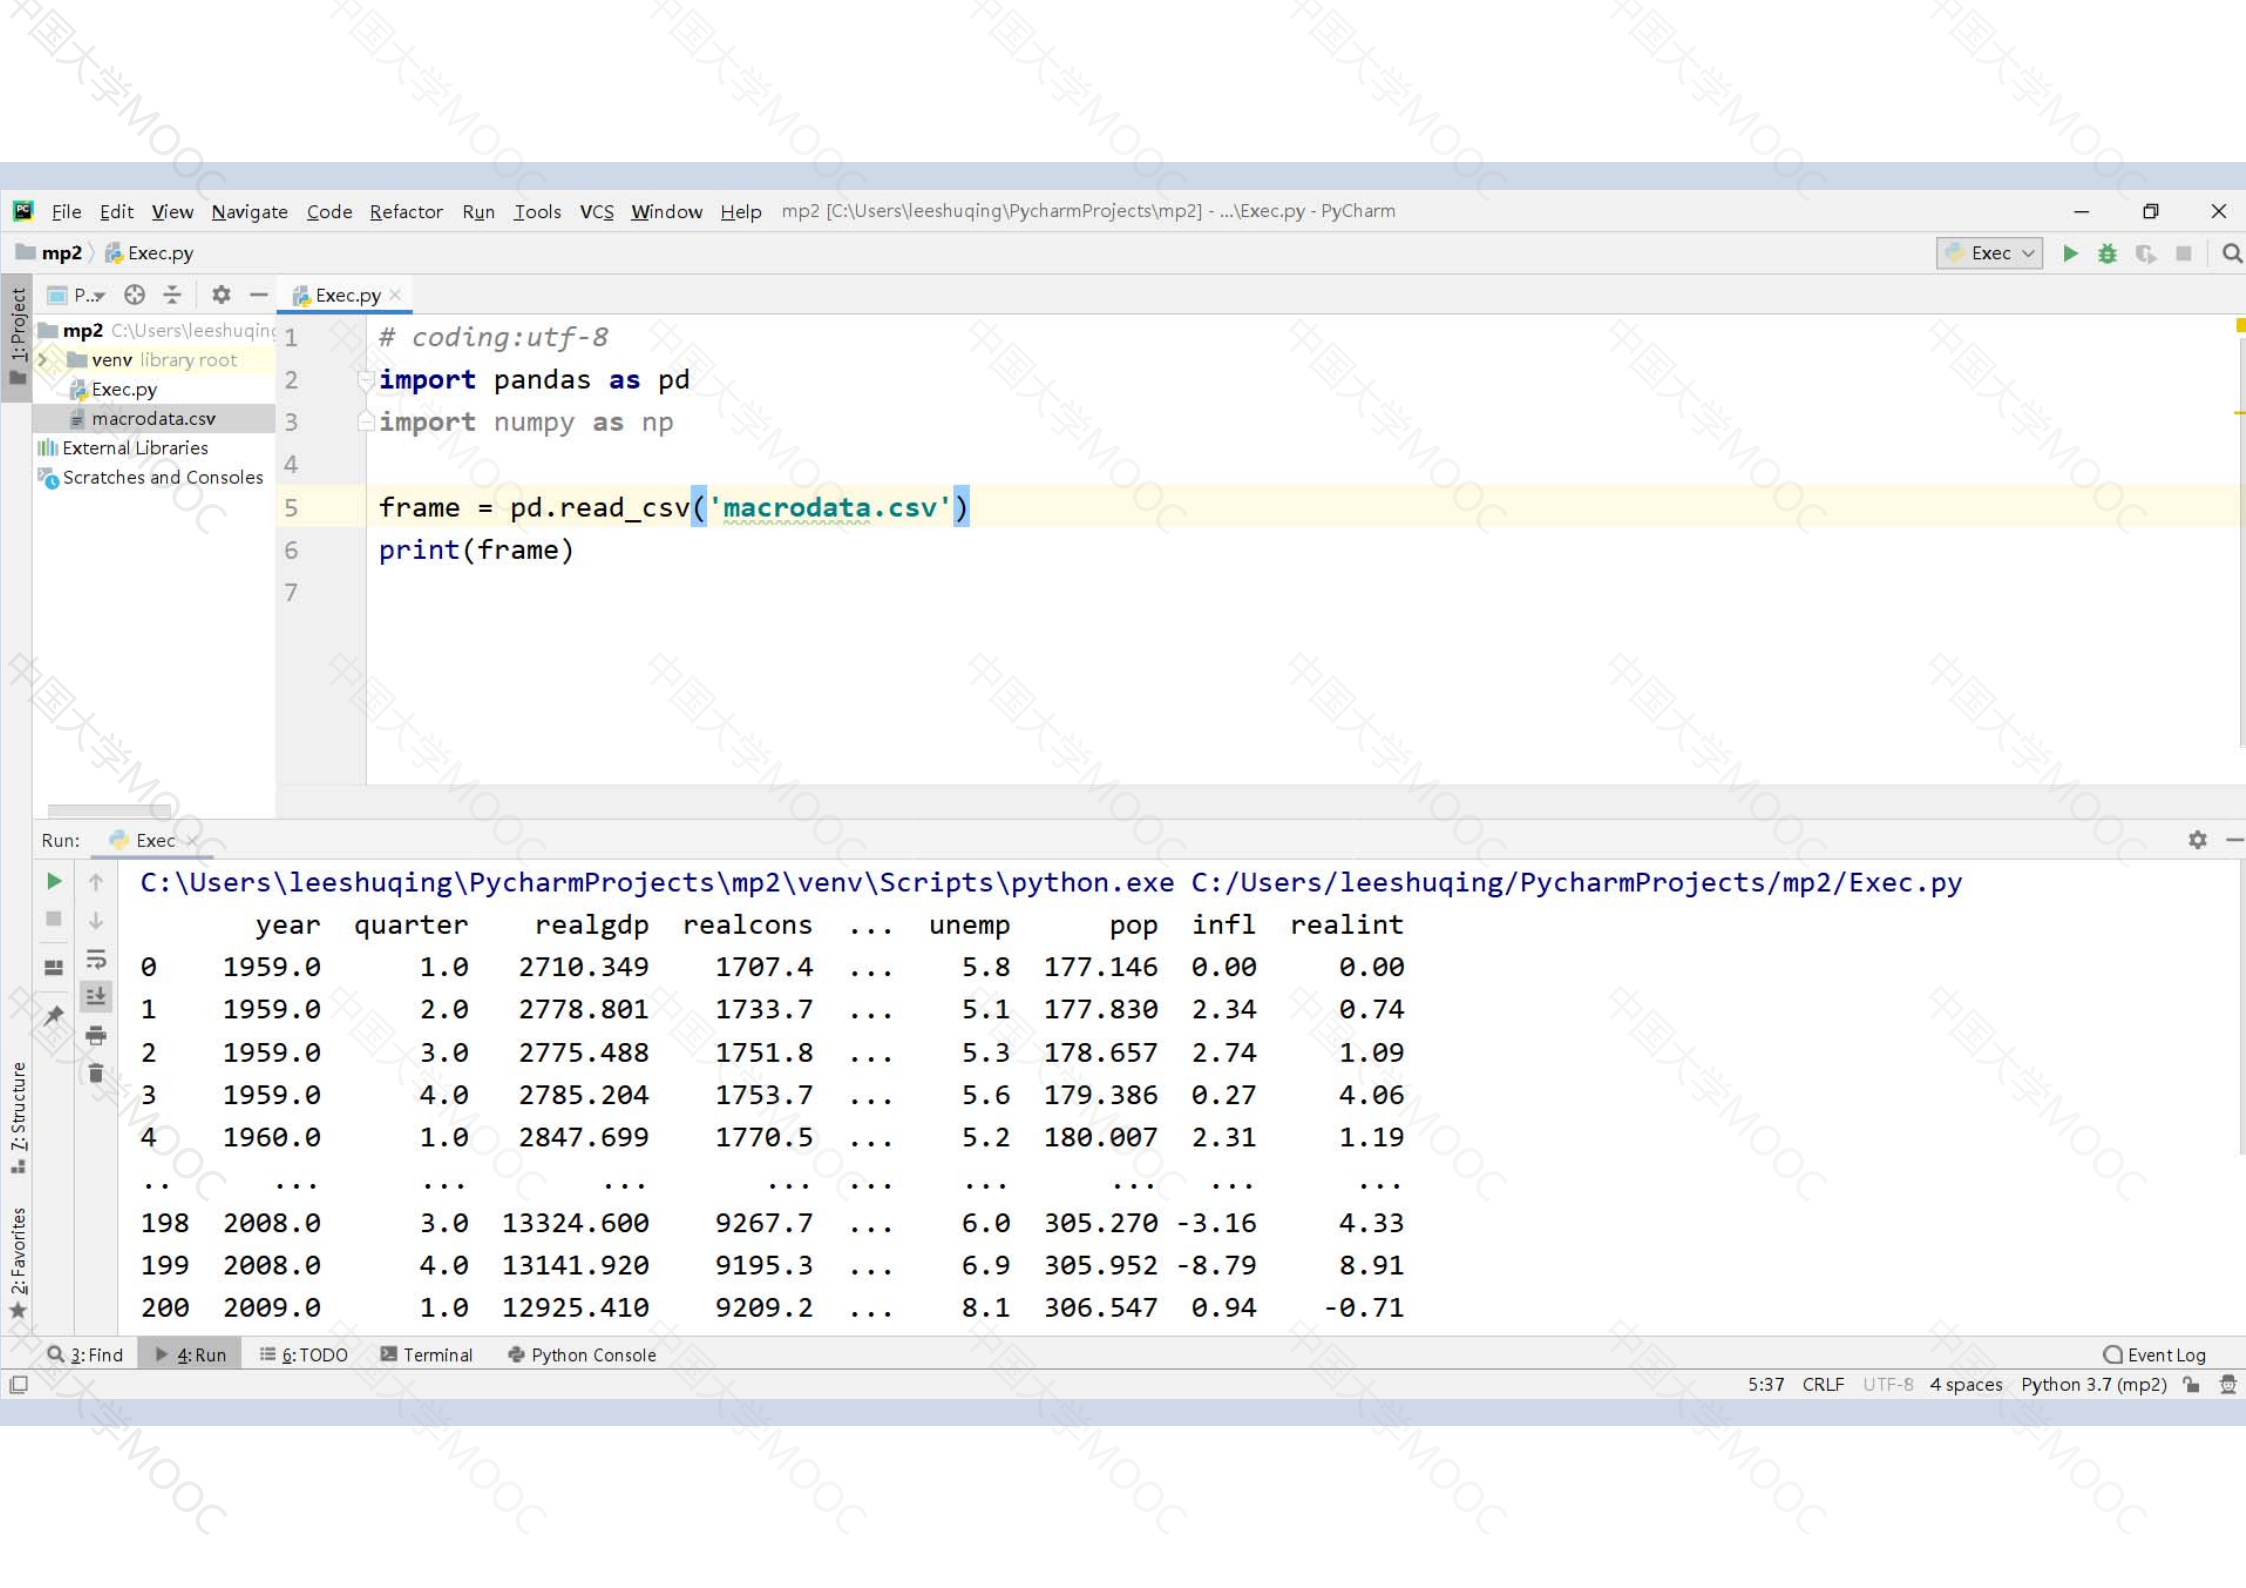 File Edit View Navigate Code Refactor Run Tools VCS Window Help mp2 [C:\Users\leeshuqing\PycharmProjects\mp2] - ...\Exec.py - PyCharm
mp2 Exec.py Exec
1: Project
P... Exec.py
mp2 C:\Users\leeshuqing
venv library root
Exec.py
macrodata.csv
External Libraries
Scratches and Consoles
1 # coding:utf-8
2 import pandas as pd
3 import numpy as np
4
5 frame = pd.read_csv('macrodata.csv')
6 print(frame)
7
Run: Exec
C:\Users\leeshuqing\PycharmProjects\mp2\venv\Scripts\python.exe C:/Users/leeshuqing/PycharmProjects/mp2/Exec.py
year quarter realgdp realcons ... unemp pop infl realint
0 1959.0 1.0 2710.349 1707.4 ... 5.8 177.146 0.00 0.00
1 1959.0 2.0 2778.801 1733.7 ... 5.1 177.830 2.34 0.74
2 1959.0 3.0 2775.488 1751.8 ... 5.3 178.657 2.74 1.09
3 1959.0 4.0 2785.204 1753.7 ... 5.6 179.386 0.27 4.06
4 1960.0 1.0 2847.699 1770.5 ... 5.2 180.007 2.31 1.19
.. ... ... ... ... ... ... ... ... ...
198 2008.0 3.0 13324.600 9267.7 ... 6.0 305.270 -3.16 4.33
199 2008.0 4.0 13141.920 9195.3 ... 6.9 305.952 -8.79 8.91
200 2009.0 1.0 12925.410 9209.2 ... 8.1 306.547 0.94 -0.71
Z: Structure
2: Favorites
3: Find 4: Run 6: TODO Terminal Python Console Event Log
5:37 CRLF UTF-8 4 spaces Python 3.7 (mp2)
中国大学MOOC